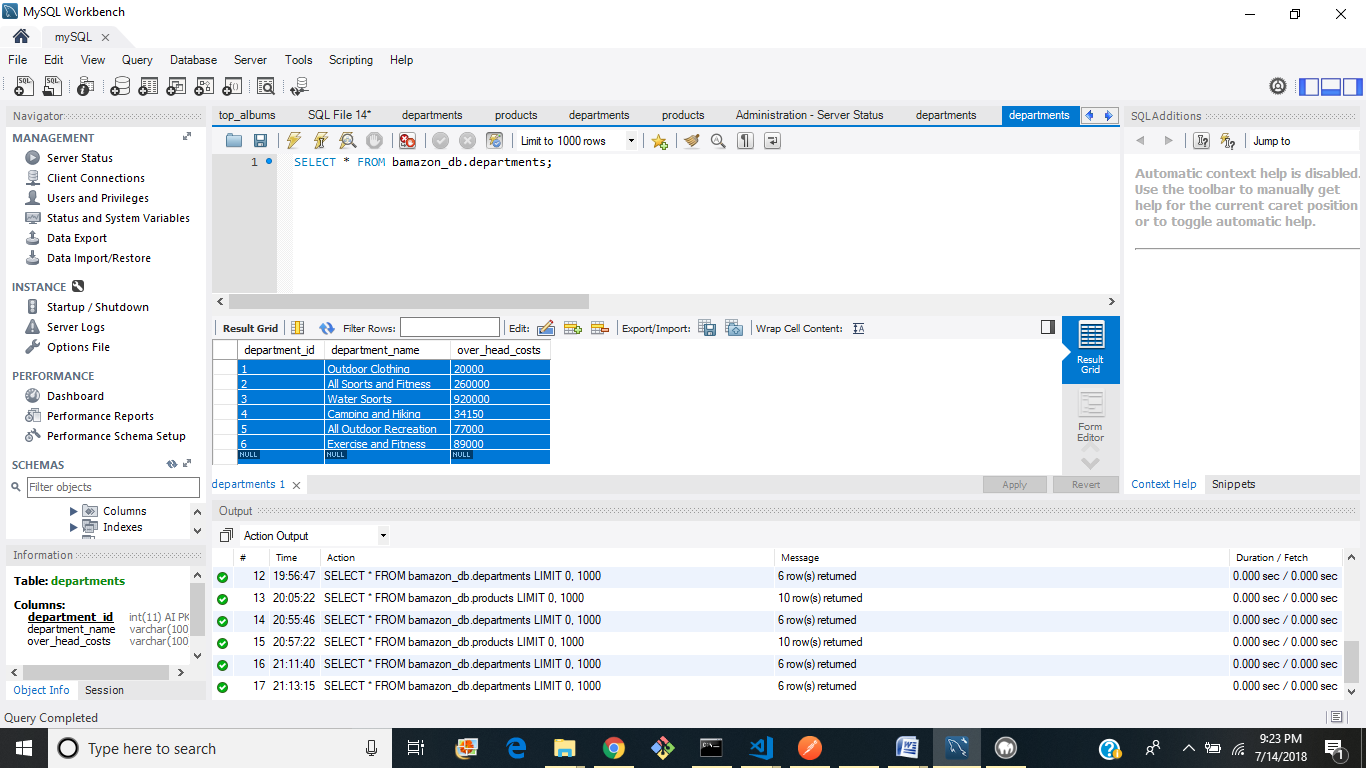 MySQL Workbench
mySQL
File Edit View Query Database Server Tools Scripting Help
Navigator
MANAGEMENT
Server Status
Client Connections
Users and Privileges
Status and System Variables
Data Export
Data Import/Restore
INSTANCE
Startup / Shutdown
Server Logs
Options File
PERFORMANCE
Dashboard
Performance Reports
Performance Schema Setup
SCHEMAS
Filter objects
Columns
Indexes
Information
Table: departments
Columns:
department_id int(11) AI PK
department_name varchar(100
over_head_costs varchar(100
Object Info Session
top_albums SQL File 14* departments products departments products Administration - Server Status departments departments
Limit to 1000 rows
1 SELECT * FROM bamazon_db.departments;
Result Grid Filter Rows: Edit: Export/Import: Wrap Cell Content:
department_id department_name over_head_costs
1 Outdoor Clothing 20000
2 All Sports and Fitness 260000
3 Water Sports 920000
4 Camping and Hiking 34150
5 All Outdoor Recreation 77000
6 Exercise and Fitness 89000
NULL NULL NULL
Result
Grid
Form
Editor
departments 1
Apply Revert
SQLAdditions
Jump to
Automatic context help is disabled.
Use the toolbar to manually get
help for the current caret position
or to toggle automatic help.
Context Help Snippets
Output
Action Output
# Time Action Message Duration / Fetch
12 19:56:47 SELECT * FROM bamazon_db.departments LIMIT 0, 1000 6 row(s) returned 0.000 sec / 0.000 sec
13 20:05:22 SELECT * FROM bamazon_db.products LIMIT 0, 1000 10 row(s) returned 0.000 sec / 0.000 sec
14 20:55:46 SELECT * FROM bamazon_db.departments LIMIT 0, 1000 6 row(s) returned 0.000 sec / 0.000 sec
15 20:57:22 SELECT * FROM bamazon_db.products LIMIT 0, 1000 10 row(s) returned 0.000 sec / 0.000 sec
16 21:11:40 SELECT * FROM bamazon_db.departments LIMIT 0, 1000 6 row(s) returned 0.000 sec / 0.000 sec
17 21:13:15 SELECT * FROM bamazon_db.departments LIMIT 0, 1000 6 row(s) returned 0.000 sec / 0.000 sec
Query Completed
Type here to search
9:23 PM
7/14/2018
1